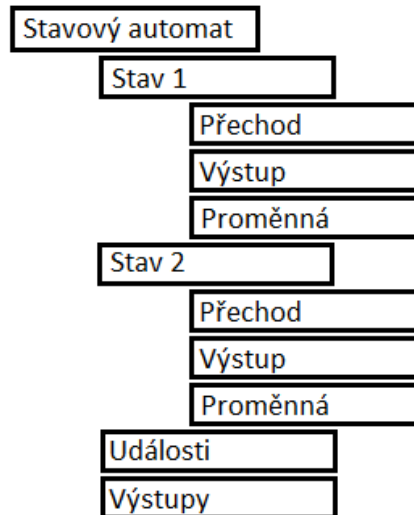 Stavový automat
Stav 1
Přechod
Výstup
Proměnná
Stav 2
Přechod
Výstup
Proměnná
Události
Výstupy